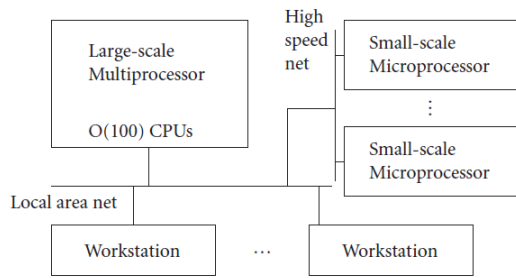 Large-scale
Multiprocessor
O(100) CPUs
High
speed
net
Small-scale
Microprocessor
⋮
Small-scale
Microprocessor
Local area net
Workstation
...
Workstation